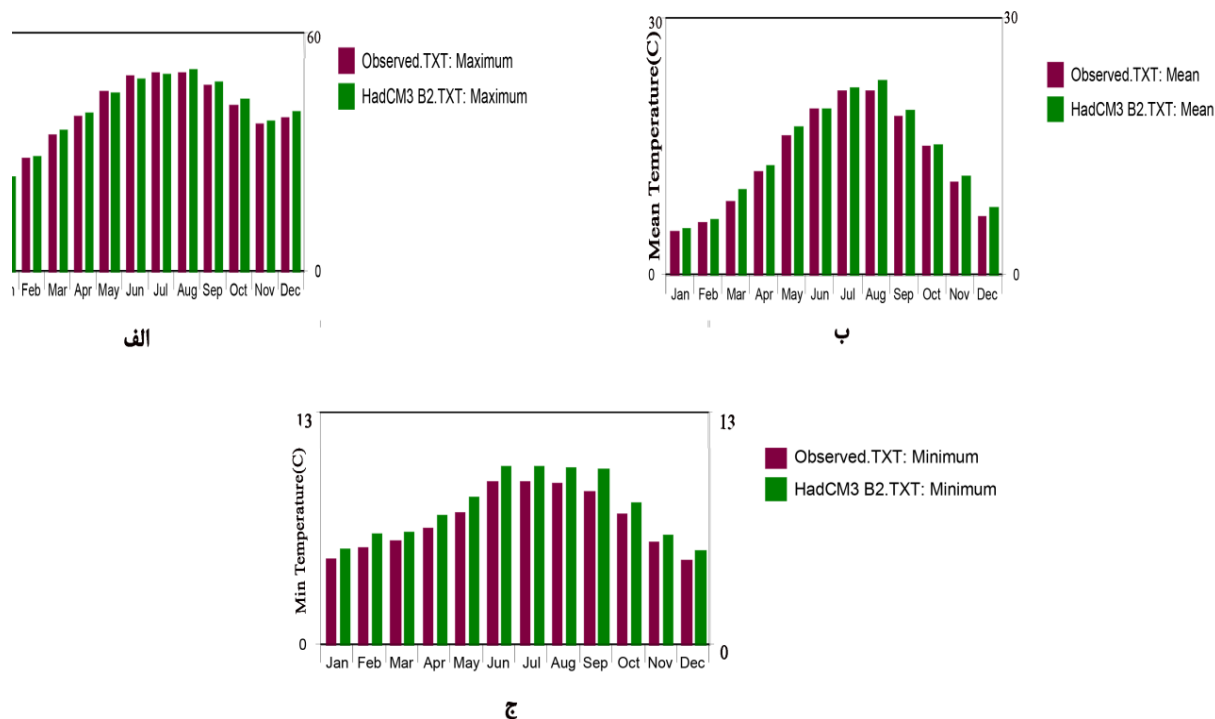 60
Observed.TXT: Maximum
HadCM3 B2.TXT: Maximum
0
Feb Mar Apr May Jun Jul Aug Sep Oct Nov Dec
الف
30
30
Mean Temperature(C)
Observed.TXT: Mean
HadCM3 B2.TXT: Mean
0
0
Jan Feb Mar Apr May Jun Jul Aug Sep Oct Nov Dec
ب
13
13
Min Temperature(C)
Observed.TXT: Minimum
HadCM3 B2.TXT: Minimum
0
0
Jan Feb Mar Apr May Jun Jul Aug Sep Oct Nov Dec
ج